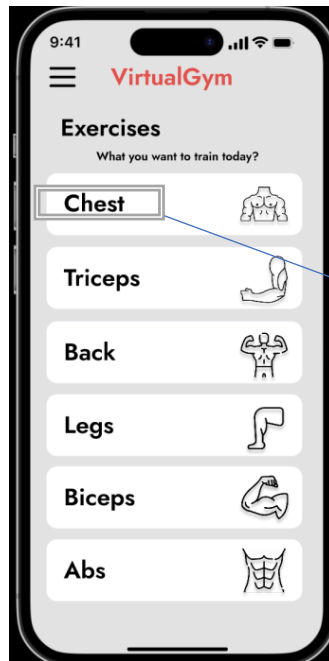 9:41
VirtualGym
Exercises
What you want to train today?
Chest
Triceps
Back
Legs
Biceps
Abs